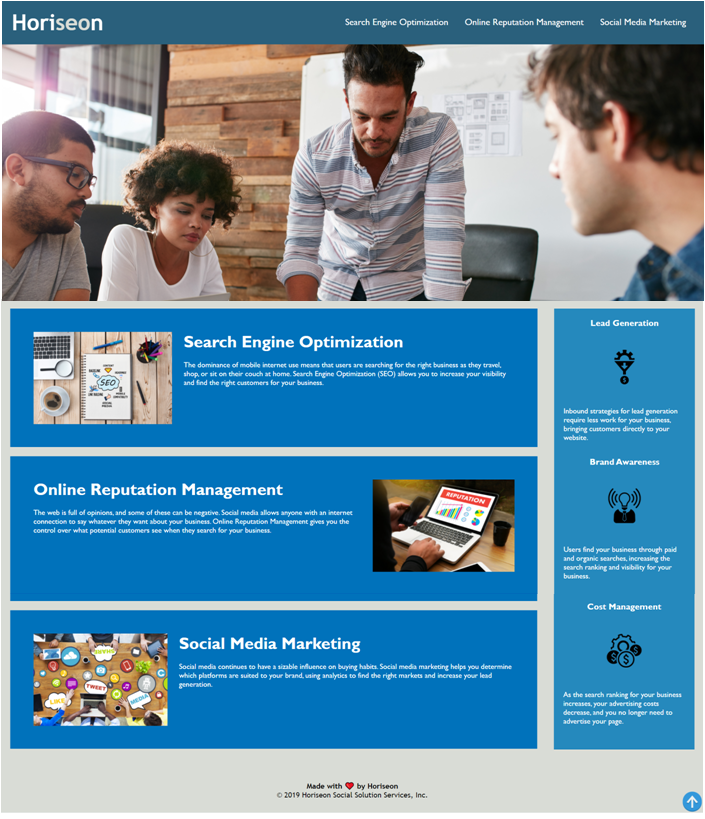 Horiseon
Search Engine Optimization
Online Reputation Management
Social Media Marketing
Search Engine Optimization
The dominance of mobile internet use means that users are searching for the right business as they travel,
shop, or sit on their couch at home. Search Engine Optimization (SEO) allows you to increase your visibility
and find the right customers for your business.
SEO
Online Reputation Management
The web is full of opinions, and some of these can be negative. Social media allows anyone with an internet
connection to say whatever they want about your business. Online Reputation Management gives you the
control over what potential customers see when they search for your business.
REPUTATION
Social Media Marketing
Social media continues to have a sizable influence on buying habits. Social media marketing helps you determine
which platforms are suited to your brand, using analytics to find the right markets and increase your lead
generation.
TWEET
LIKE
MEDIA
Lead Generation
Inbound strategies for lead generation
require less work for your business,
bringing customers directly to your
website.
Brand Awareness
Users find your business through paid
and organic searches, increasing the
search ranking and visibility for your
business.
Cost Management
As the search ranking for your business
increases, your advertising costs
decrease, and you no longer need to
advertise your page.
Made with ❤️ by Horiseon
© 2019 Horiseon Social Solution Services, Inc.